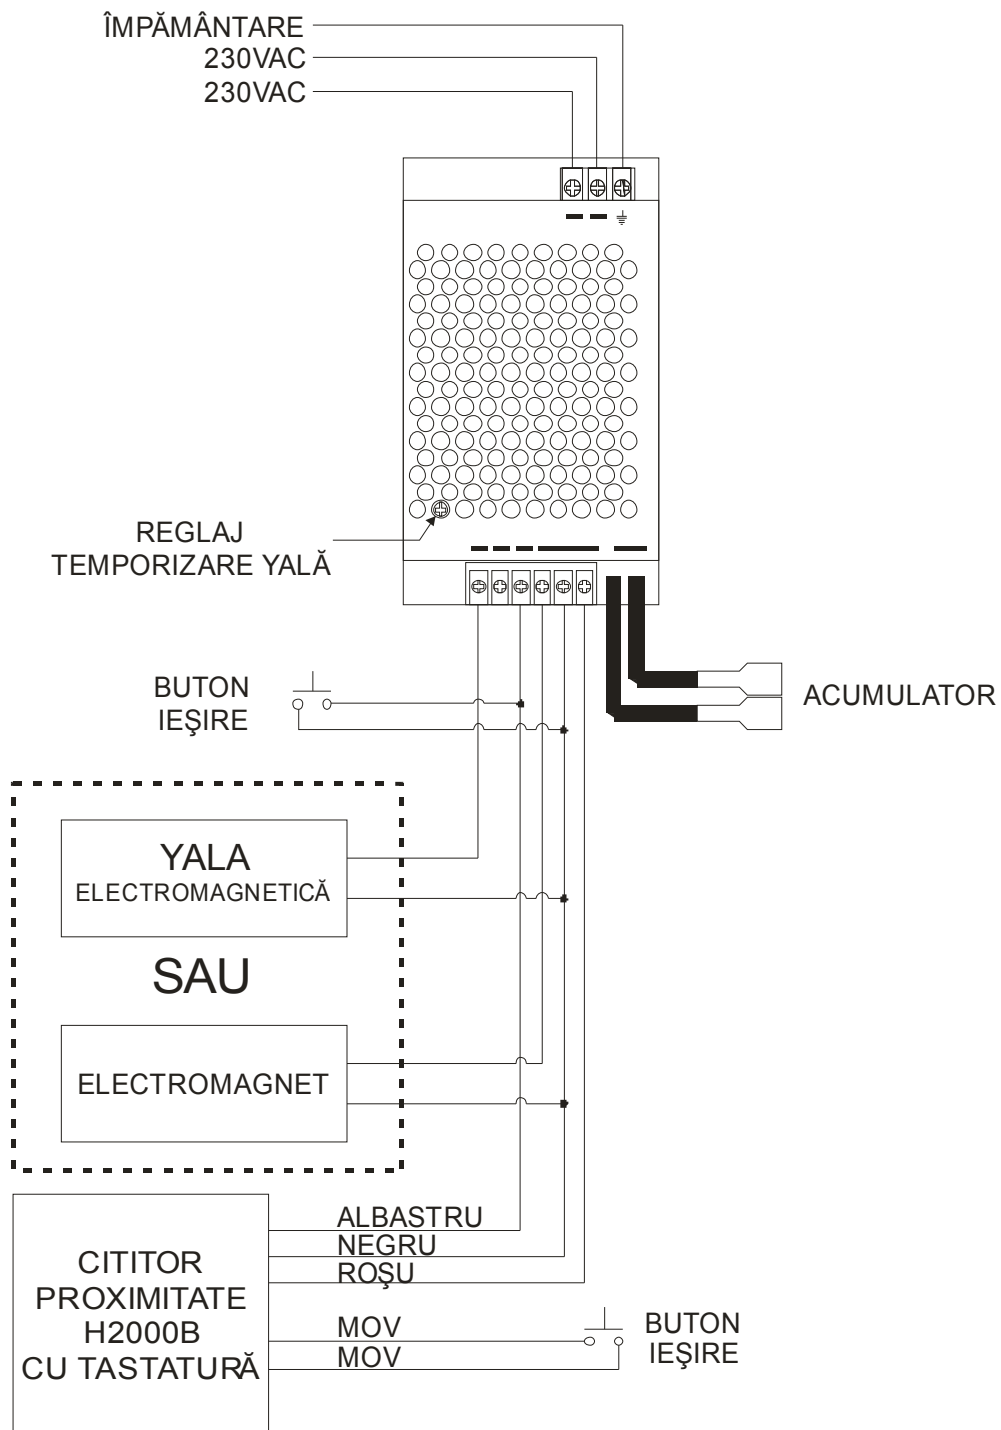 ÎMPĂMÂNTARE
230VAC
230VAC
REGLAJ
TEMPORIZARE YALĂ
BUTON
IEŞIRE
ACUMULATOR
YALA
ELECTROMAGNETICĂ
SAU
ELECTROMAGNET
CITITOR
PROXIMITATE
H2000B
CU TASTATURĂ
ALBASTRU
NEGRU
ROŞU
MOV
MOV
BUTON
IEŞIRE